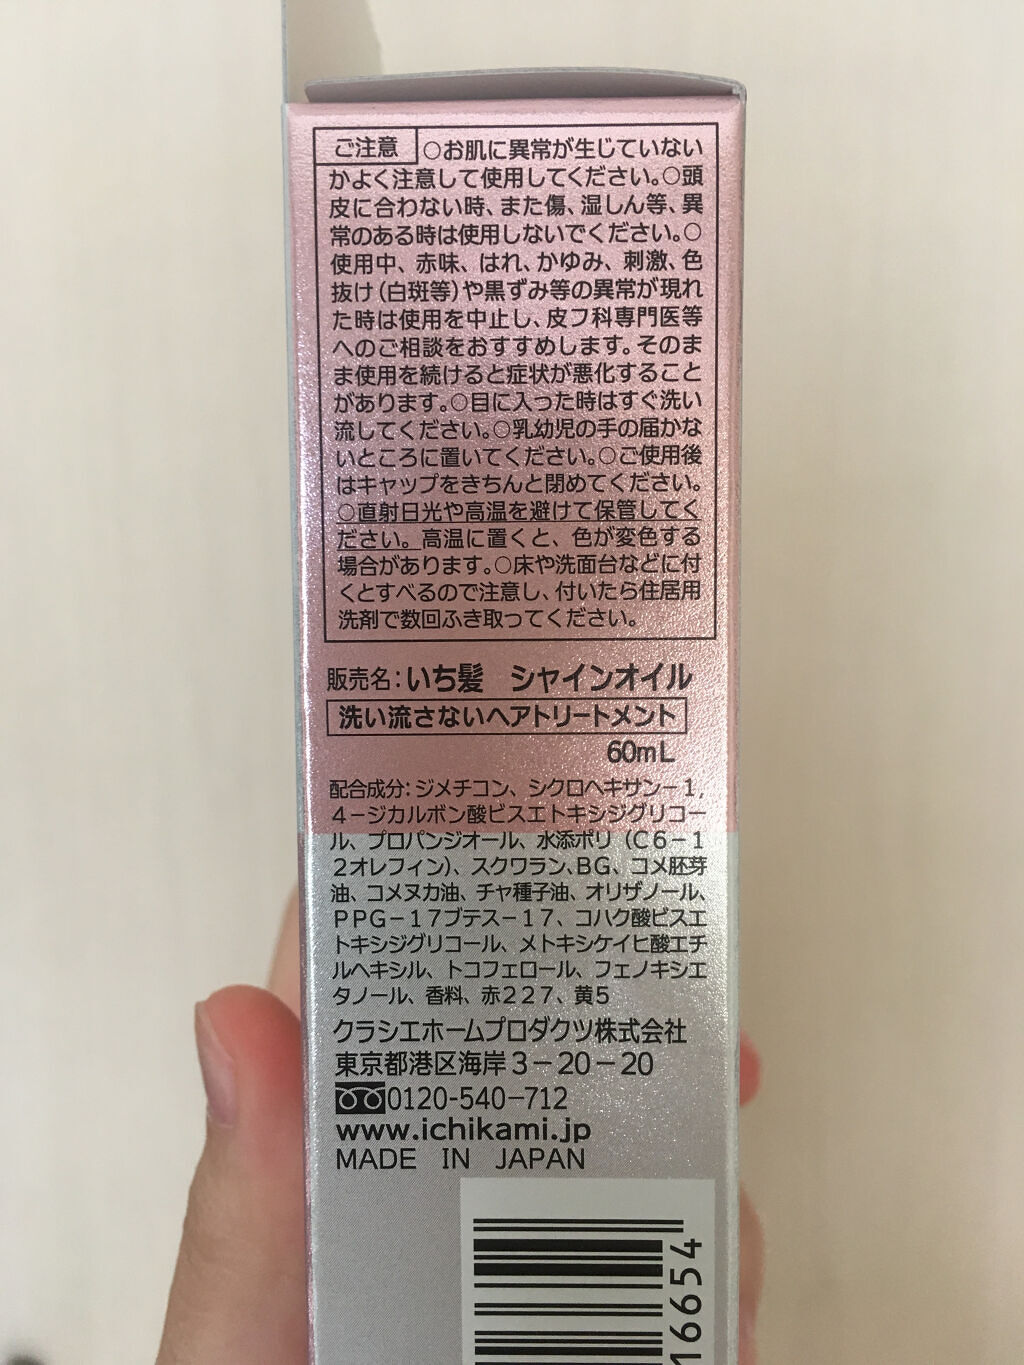 ご注意 ○お肌に異常が生じていない
かよく注意して使用してください。○頭
皮に合わない時、また傷、湿しん等、異
常のある時は使用しないでください。○
使用中、赤味、はれ、かゆみ、刺激、色
抜け(白斑等)や黒ずみ等の異常が現れ
た時は使用を中止し、皮フ科専門医等
へのご相談をおすすめします。そのま
ま使用を続けると症状が悪化すること
があります。○目に入った時はすぐ洗い
流してください。○乳幼児の手の届かな
いところに置いてください。○ご使用後
はキャップをきちんと閉めてください。
○直射日光や高温を避けて保管してく
ださい。高温に置くと、色が変色する
場合があります。○床や洗面台などに付
くとすべるので注意し、付いたら住居用
洗剤で数回ふき取ってください。
販売名：いち髪 シャインオイル
洗い流さないヘアトリートメント
60mL
配合成分：ジメチコン、シクロヘキサン－１,
４－ジカルボン酸ビスエトキシジグリコー
ル、プロパンジオール、水添ポリ（Ｃ６－１
２オレフィン）、スクワラン、BG、コメ胚芽
油、コメヌカ油、チャ種子油、オリザノール、
ＰＰＧ－１７ブテス－１７、コハク酸ビスエ
トキシジグリコール、メトキシケイヒ酸エチ
ルヘキシル、トコフェロール、フェノキシエ
タノール、香料、赤２２７、黄５
クラシエホームプロダクツ株式会社
東京都港区海岸３－２０－２０
0120-540-712
www.ichikami.jp
MADE IN JAPAN
16654